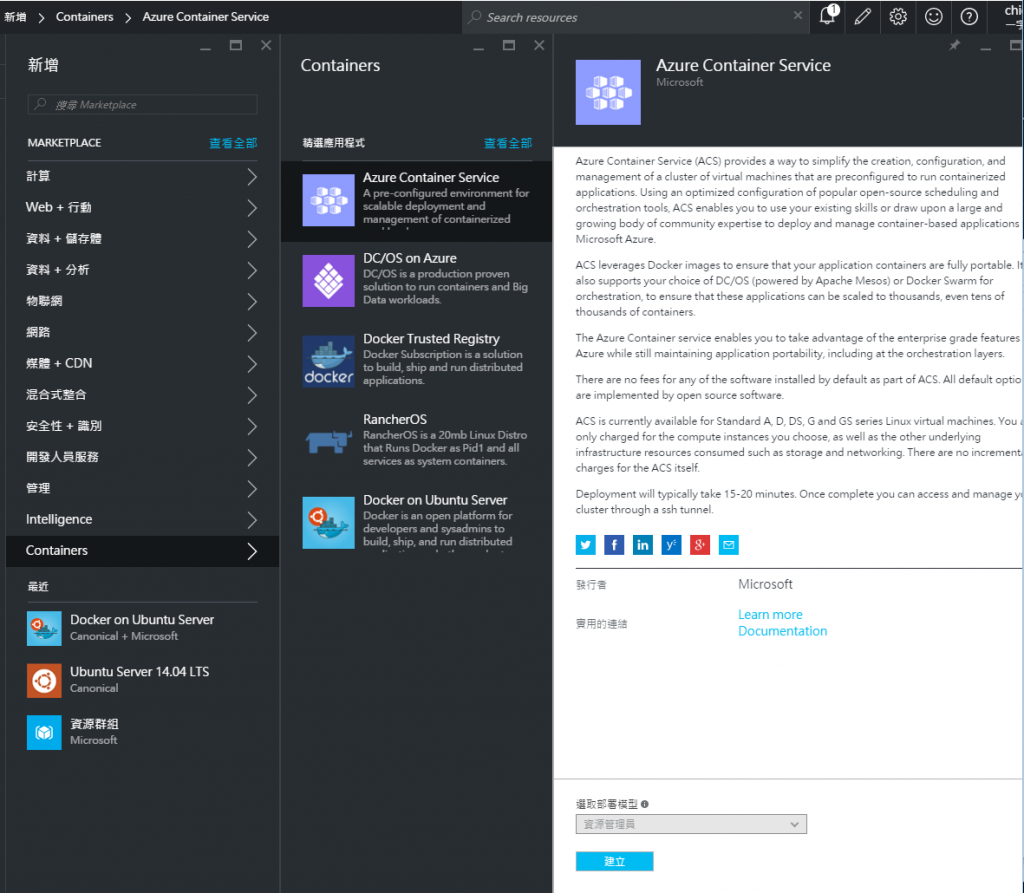 新增 > Containers > Azure Container Service
Search resources
1
chi
一字
新增
搜尋 Marketplace
MARKETPLACE
查看全部
計算
Web + 行動
資料 + 儲存體
資料 + 分析
物聯網
網路
媒體 + CDN
混合式整合
安全性 + 識別
開發人員服務
管理
Intelligence
Containers
最近
Docker on Ubuntu Server
Canonical + Microsoft
Ubuntu Server 14.04 LTS
Canonical
資源群組
Microsoft
Containers
精選應用程式
查看全部
Azure Container Service
A pre-configured environment for
scalable deployment and
management of containerized
DC/OS on Azure
DC/OS is a production proven
solution to run containers and Big
Data workloads.
docker
Docker Trusted Registry
Docker Subscription is a solution
to build, ship and run distributed
applications.
RancherOS
RancherOS is a 20mb Linux Distro
that Runs Docker as Pid1 and all
services as system containers.
Docker on Ubuntu Server
Docker is an open platform for
developers and sysadmins to
build, ship, and run distributed
Azure Container Service
Microsoft
Azure Container Service (ACS) provides a way to simplify the creation, configuration, and
management of a cluster of virtual machines that are preconfigured to run containerized
applications. Using an optimized configuration of popular open-source scheduling and
orchestration tools, ACS enables you to use your existing skills or draw upon a large and
growing body of community expertise to deploy and manage container-based applications
Microsoft Azure.
ACS leverages Docker images to ensure that your application containers are fully portable. I
also supports your choice of DC/OS (powered by Apache Mesos) or Docker Swarm for
orchestration, to ensure that these applications can be scaled to thousands, even tens of
thousands of containers.
The Azure Container service enables you to take advantage of the enterprise grade features
Azure while still maintaining application portability, including at the orchestration layers.
There are no fees for any of the software installed by default as part of ACS. All default optio
are implemented by open source software.
ACS is currently available for Standard A, D, DS, G and GS series Linux virtual machines. You a
only charged for the compute instances you choose, as well as the other underlying
infrastructure resources consumed such as storage and networking. There are no increment
charges for the ACS itself.
Deployment will typically take 15-20 minutes. Once complete you can access and manage yo
cluster through a ssh tunnel.
發行者
Microsoft
實用的連結
Learn more
Documentation
選取部署模型
資源管理員
建立